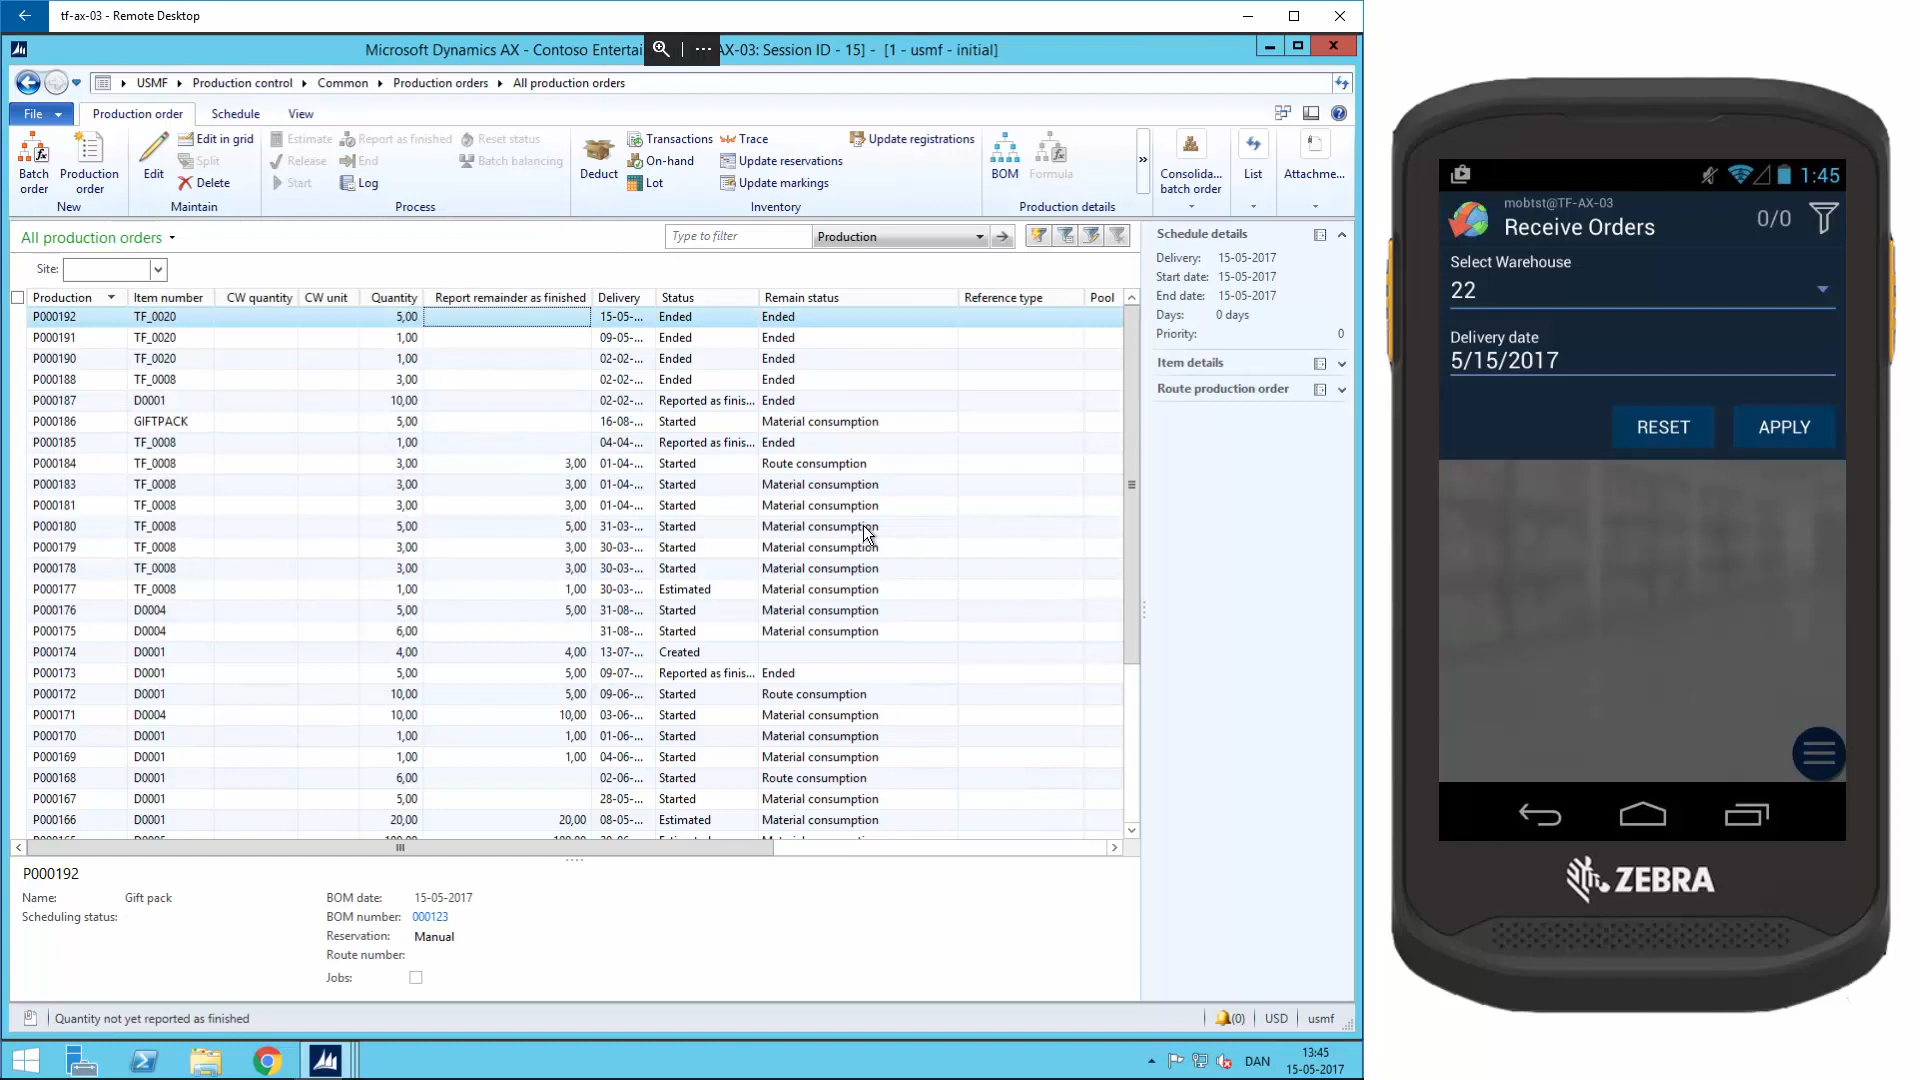 tf-ax-03 - Remote Desktop
Microsoft Dynamics AX - Contoso Entertai
AX-03: Session ID - 15] - [1 - usmf - initial]
USMF Production control Common Production orders All production orders
File Production order Schedule View
Batch order
Production order
New
Edit
Edit in grid
Split
Delete
Maintain
Estimate Report as finished Reset status
Release End Batch balancing
Start Log
Process
Deduct
Transactions Trace Update registrations
On-hand Update reservations
Lot Update markings
Inventory
BOM Formula
Production details
Consolida... batch order
List
Attachme...
All production orders
Type to filter Production
Site:
Production Item number CW quantity CW unit Quantity Report remainder as finished Delivery Status Remain status Reference type Pool
P000192 TF_0020 5,00 15-05-... Ended Ended
P000191 TF_0020 1,00 09-05-... Ended Ended
P000190 TF_0020 1,00 02-02-... Ended Ended
P000188 TF_0008 3,00 02-02-... Ended Ended
P000187 D0001 10,00 02-02-... Reported as finis... Ended
P000186 GIFTPACK 5,00 16-08-... Started Material consumption
P000185 TF_0008 1,00 04-04-... Reported as finis... Ended
P000184 TF_0008 3,00 3,00 01-04-... Started Route consumption
P000183 TF_0008 3,00 3,00 01-04-... Started Material consumption
P000181 TF_0008 3,00 3,00 01-04-... Started Material consumption
P000180 TF_0008 5,00 5,00 31-03-... Started Material consumption
P000179 TF_0008 3,00 3,00 30-03-... Started Material consumption
P000178 TF_0008 3,00 3,00 30-03-... Started Material consumption
P000177 TF_0008 1,00 1,00 30-03-... Estimated Material consumption
P000176 D0004 5,00 5,00 31-08-... Started Material consumption
P000175 D0004 6,00 31-08-... Started Material consumption
P000174 D0001 4,00 4,00 13-07-... Created
P000173 D0001 5,00 5,00 09-07-... Reported as finis... Ended
P000172 D0001 10,00 5,00 09-06-... Started Route consumption
P000171 D0004 10,00 10,00 03-06-... Started Material consumption
P000170 D0001 1,00 1,00 01-06-... Started Material consumption
P000169 D0001 1,00 1,00 04-06-... Started Material consumption
P000168 D0001 6,00 02-06-... Started Route consumption
P000167 D0001 5,00 28-05-... Started Material consumption
P000166 D0001 20,00 20,00 08-05-... Estimated Material consumption
Schedule details
Delivery: 15-05-2017
Start date: 15-05-2017
End date: 15-05-2017
Days: 0 days
Priority: 0
Item details
Route production order
P000192
Name: Gift pack
Scheduling status:
BOM date: 15-05-2017
BOM number: 000123
Reservation: Manual
Route number:
Jobs:
Quantity not yet reported as finished
(0) USD usmf
DAN
13:45
15-05-2017
1:45
mobtst@TF-AX-03
Receive Orders
0/0
Select Warehouse
22
Delivery date
5/15/2017
RESET APPLY
ZEBRA